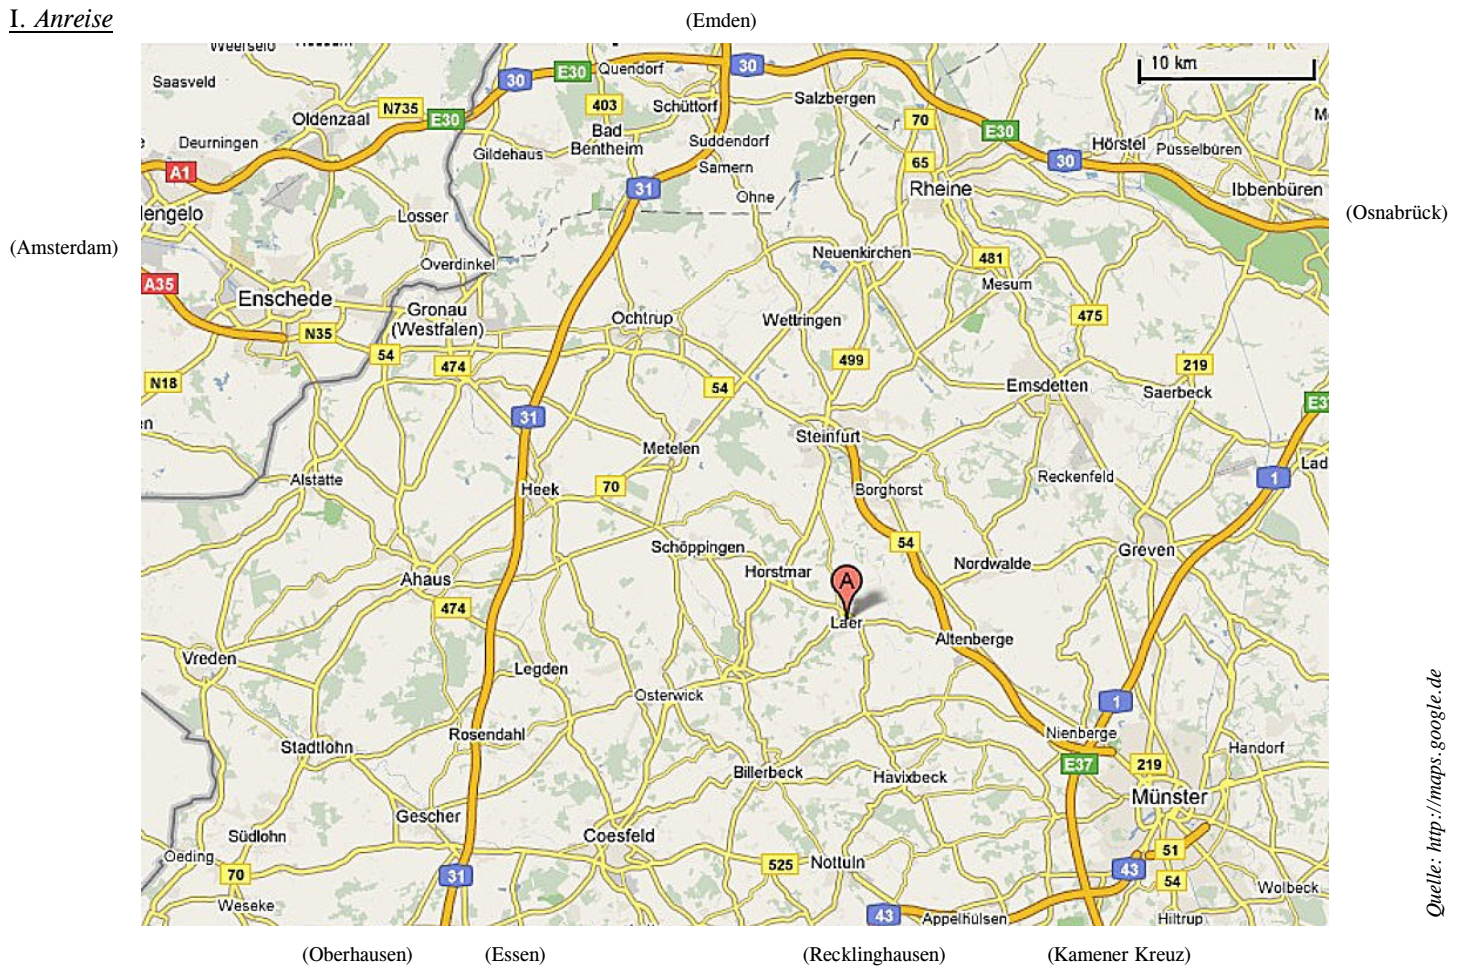 I. Anreise
(Emden)
Weerselo
30
E30
Quendorf
30
10 km
Saasveld
N735
403
Schüttorf
Salzbergen
Oldenzaal
E30
70
E30
Hörstel
Püsselbüren
Deurningen
Bad
Bentheim
Suddendorf
Gildehaus
A1
Samern
65
30
31
Rheine
Ibbenbüren
Ohne
lengelo
Losser
(Osnabrück)
(Amsterdam)
Neuenkirchen
481
Overdinkel
A35
Mesum
Enschede
Gronau
(Westfalen)
Ochtrup
Wettringen
475
N35
54
474
499
219
N18
54
Emsdetten
Saerbeck
E3
31
en
Steinfurt
Metelen
Reckenfeld
Lad
1
Alstätte
Heek
70
Borghorst
54
Greven
Schöppingen
Nordwalde
Horstmar
Ahaus
A
474
Laer
Altenberge
Vreden
Legden
Osterwick
1
Rosendahl
Nienberge
Stadtlohn
Handorf
E37
219
Billerbeck
Havixbeck
Münster
Gescher
Südlohn
Coesfeld
Oeding
51
525
Nottuln
70
31
43
54
Wolbeck
Weseke
43
Appelhülsen
Hiltrup
Quelle: http://maps.google.de
(Oberhausen)
(Essen)
(Recklinghausen)
(Kamener Kreuz)